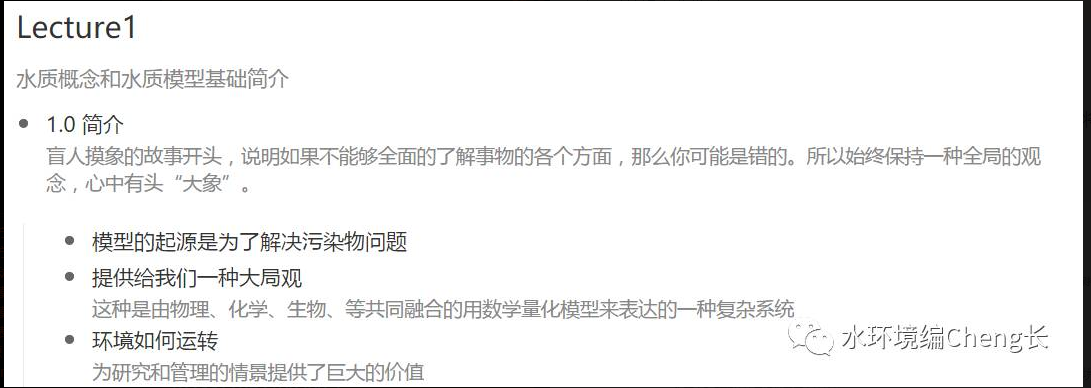 Lecture1
水质概念和水质模型基础简介
1.0 简介
盲人摸象的故事开头，说明如果不能够全面的了解事物的各个方面，那么你可能是错的。所以始终保持一种全局的观
念，心中有头“大象”。
模型的起源是为了解决污染物问题
提供给我们一种大局观
这种是由物理、化学、生物、等共同融合的用数学量化模型来表达的一种复杂系统
环境如何运转
为研究和管理的情景提供了巨大的价值
水环境编Cheng长